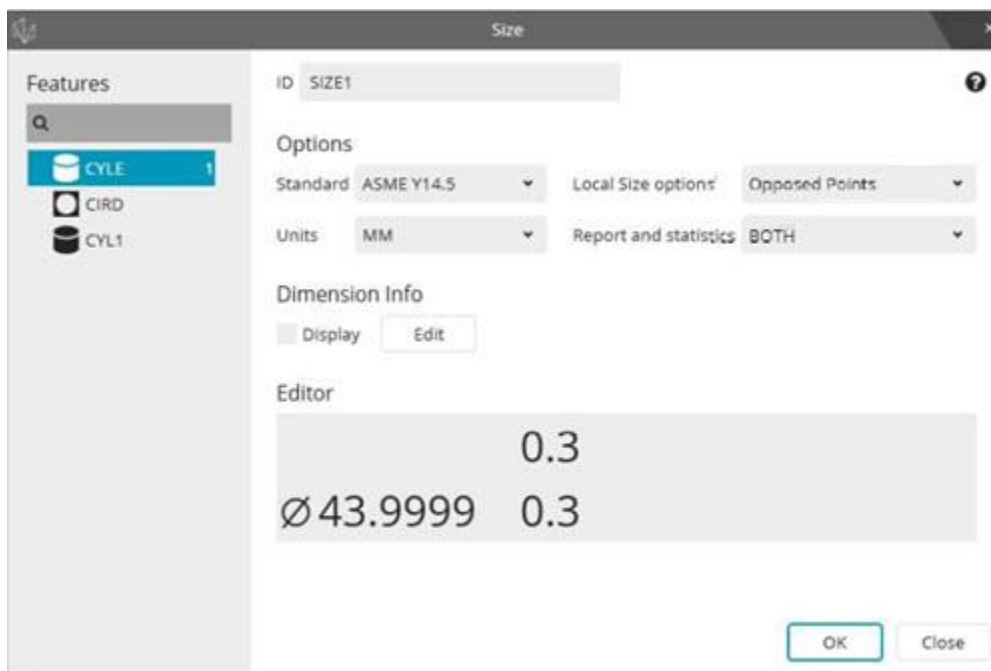 Size
Features
ID SIZE1
CYLE 1
CIRD
CYL1
Options
Standard ASME Y14.5 Local Size options Opposed Points
Units MM Report and statistics BOTH
Dimension Info
Display Edit
Editor
0.3
∅43.9999 0.3
OK Close